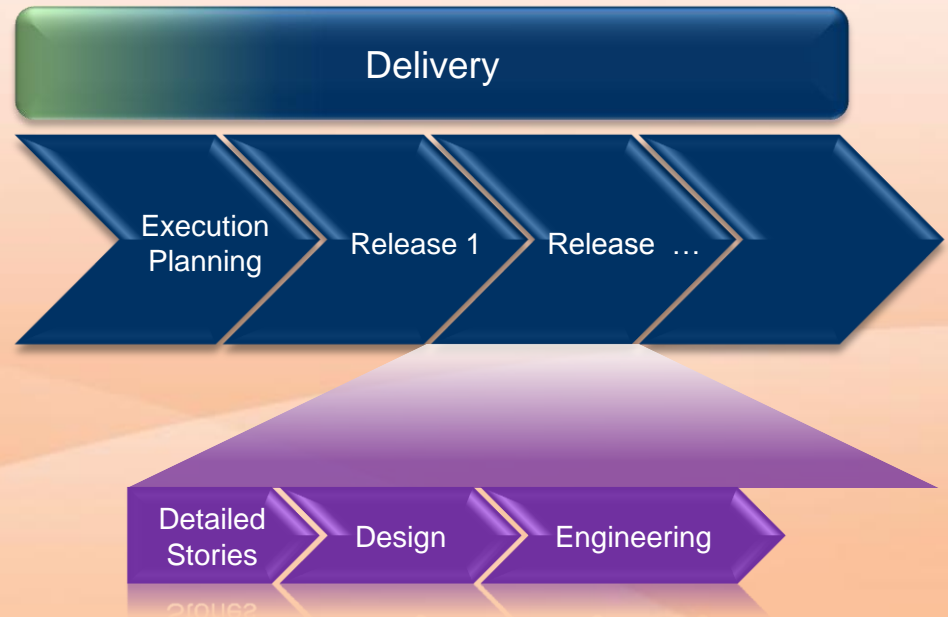 Delivery
Execution
Planning
Release 1
Release ...
Detailed
Stories
Design
Engineering